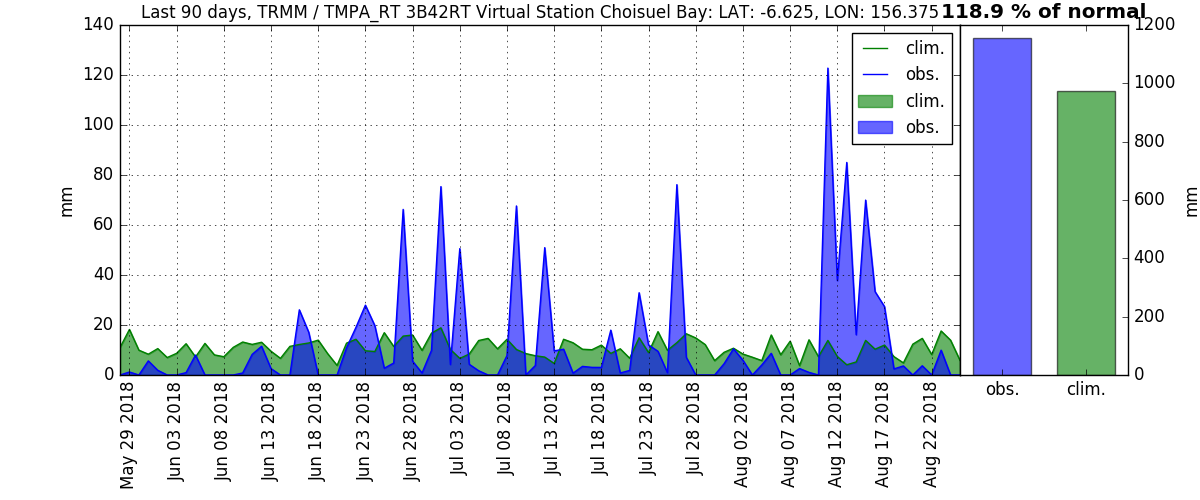 Last 90 days, TRMM / TMPA_RT 3B42RT Virtual Station Choisuel Bay: LAT: -6.625, LON: 156.375
118.9 % of normal
140
120
100
80
60
40
20
0
mm
clim.
obs.
clim.
obs.
May 29 2018
Jun 03 2018
Jun 08 2018
Jun 13 2018
Jun 18 2018
Jun 23 2018
Jun 28 2018
Jul 03 2018
Jul 08 2018
Jul 13 2018
Jul 18 2018
Jul 23 2018
Jul 28 2018
Aug 02 2018
Aug 07 2018
Aug 12 2018
Aug 17 2018
Aug 22 2018
1200
1000
800
600
400
200
0
mm
obs.
clim.